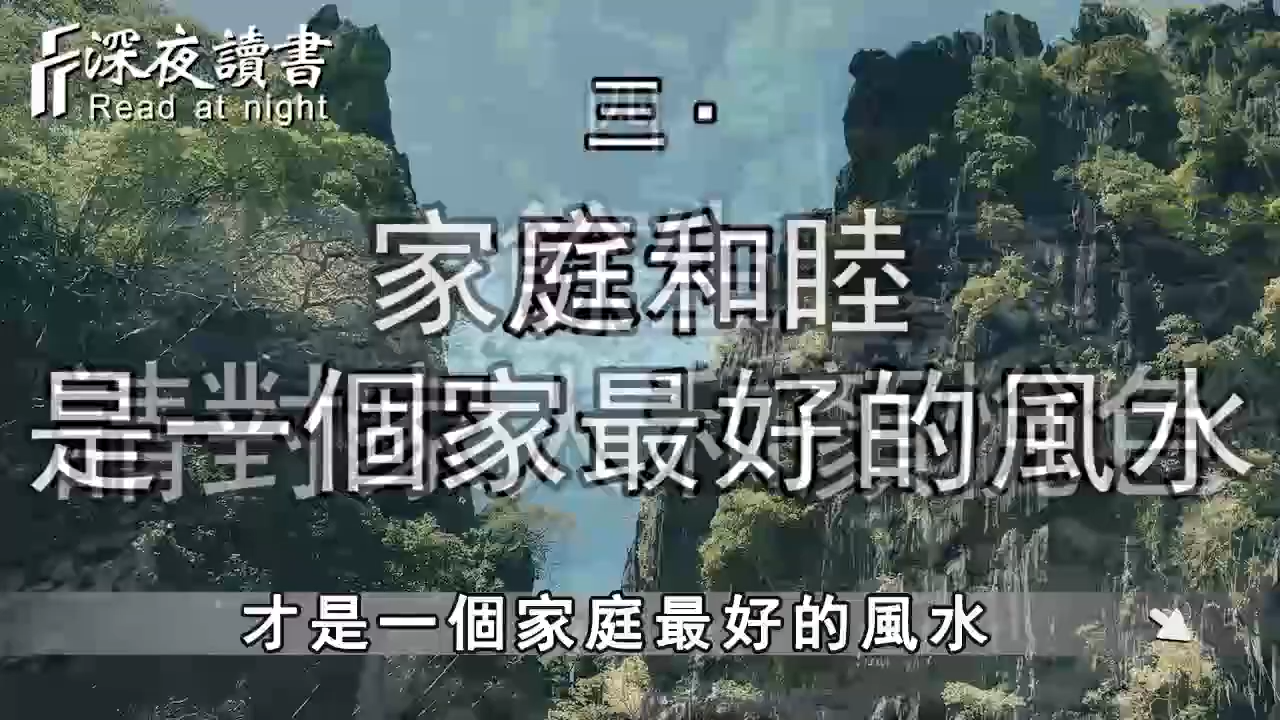 深夜讀書
Read at night
三·
家庭和睦
是一個家最好的風水
才是一個家庭最好的風水